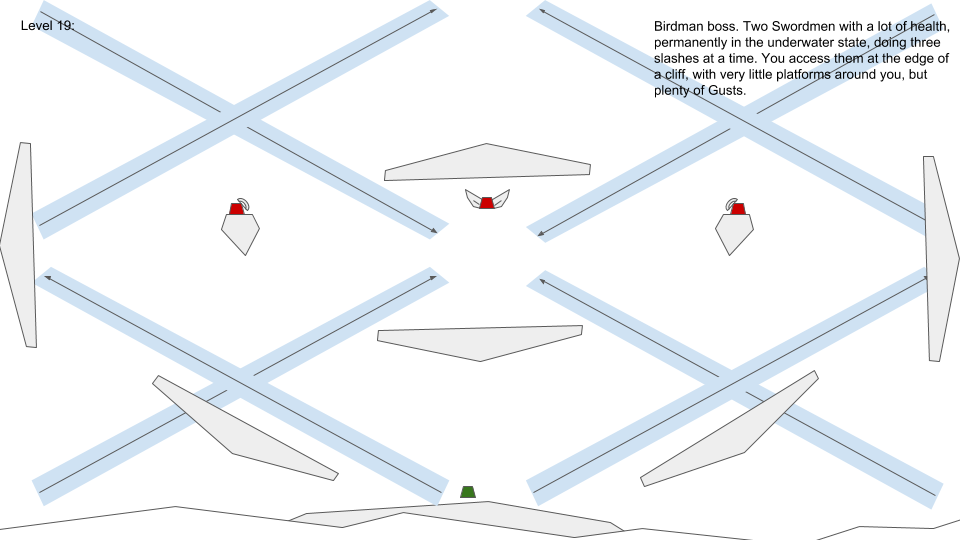 Level 19:
Birdman boss. Two Swordmen with a lot of health,
permanently in the underwater state, doing three
slashes at a time. You access them at the edge of
a cliff, with very little platforms around you, but
plenty of Gusts.